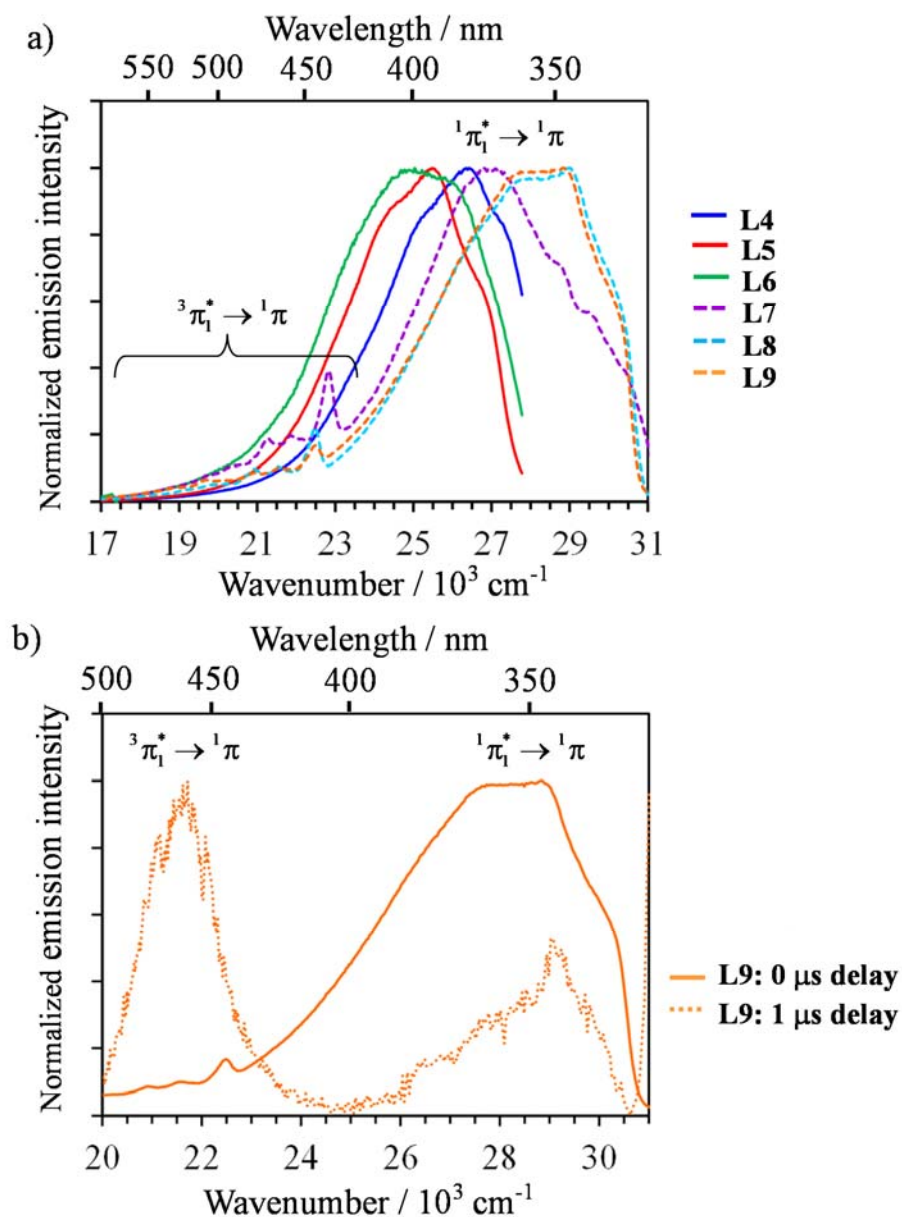 a)
Wavelength / nm
550 500 450 400 350
Normalized emission intensity
¹π₁* → ¹π
³π₁* → ¹π
L4
L5
L6
L7
L8
L9
17 19 21 23 25 27 29 31
Wavenumber / 10³ cm⁻¹
b)
Wavelength / nm
500 450 400 350
Normalized emission intensity
³π₁* → ¹π ¹π₁* → ¹π
L9: 0 μs delay
L9: 1 μs delay
20 22 24 26 28 30
Wavenumber / 10³ cm⁻¹